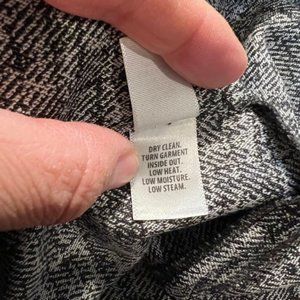 DRY CLEAN.
TURN GARMENT
INSIDE OUT.
LOW HEAT.
LOW MOISTURE.
LOW STEAM.